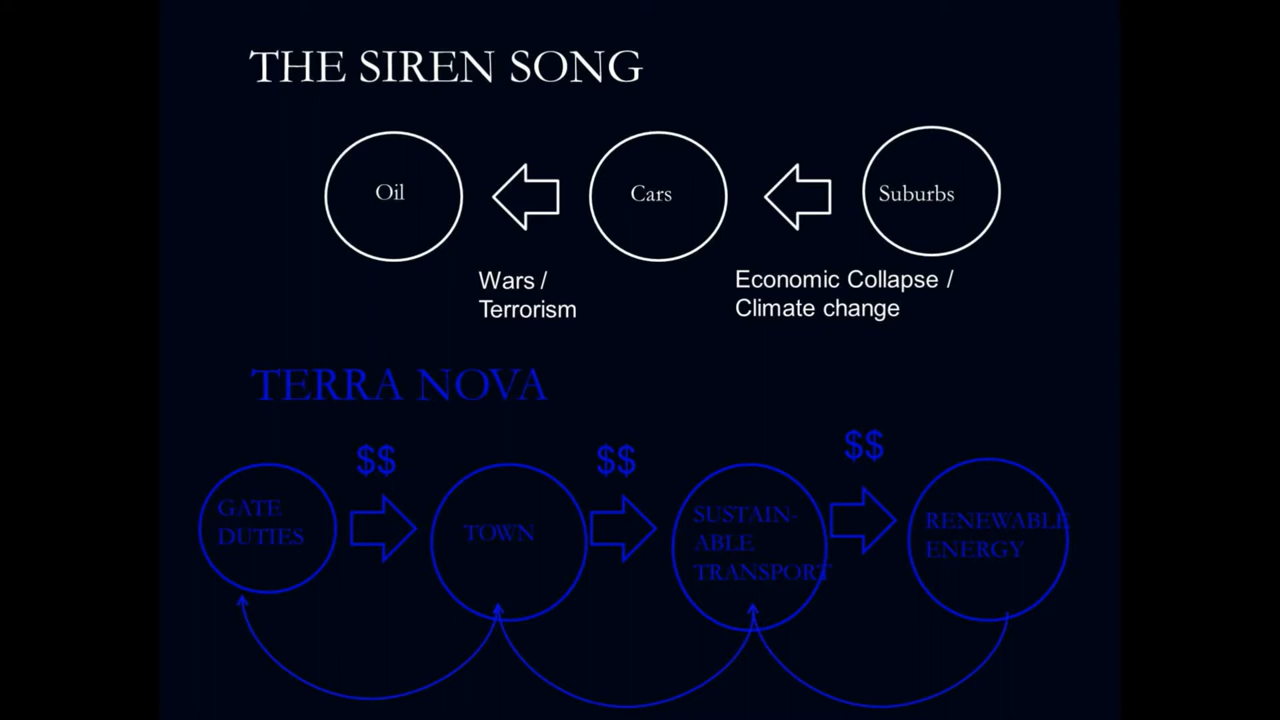 THE SIREN SONG
Oil
Cars
Suburbs
Wars /
Terrorism
Economic Collapse /
Climate change
TERRA NOVA
$$
$$
$$
GATE
DUTIES
TOWN
SUSTAIN-
ABLE
TRANSPORT
RENEWABLE
ENERGY